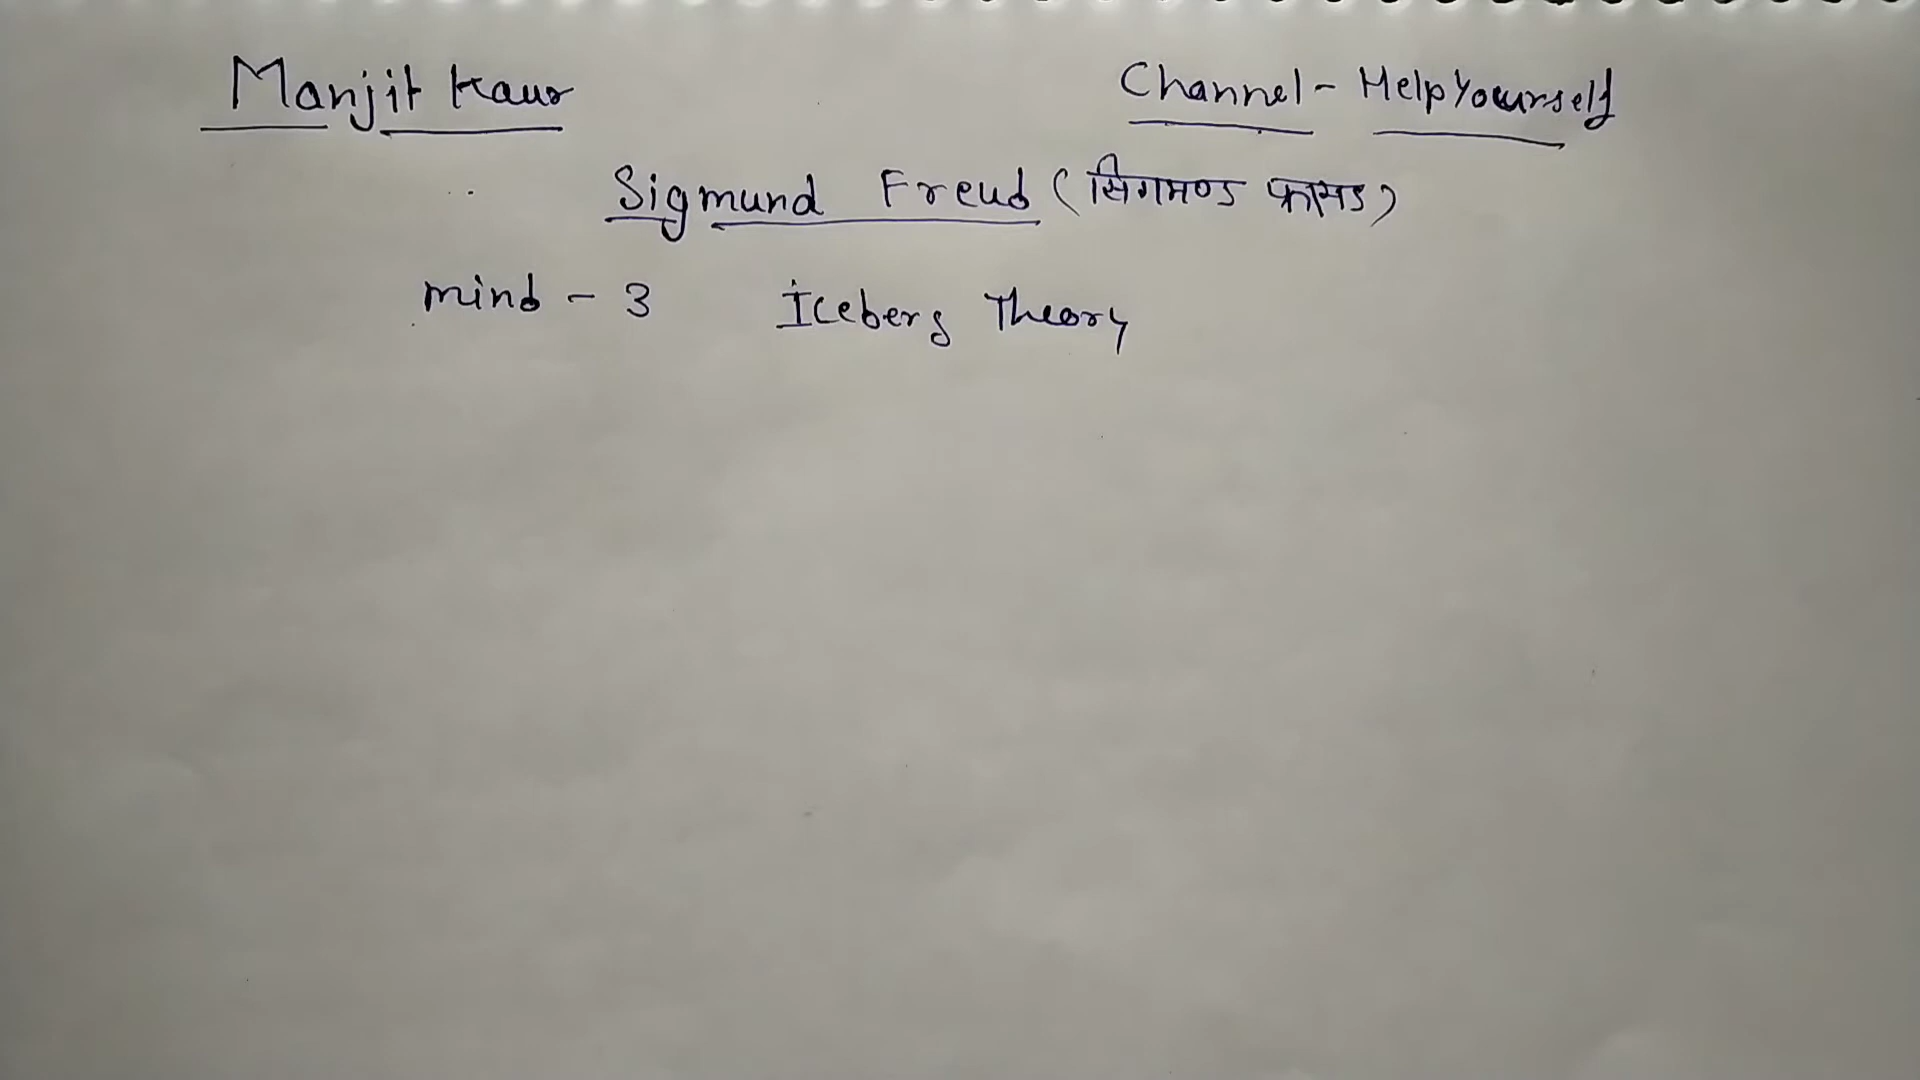 Manjit Kaur Channel - HelpYourself
Sigmund Freud (सिगमण्ड फ्रायड)
mind - 3 Iceberg Theory